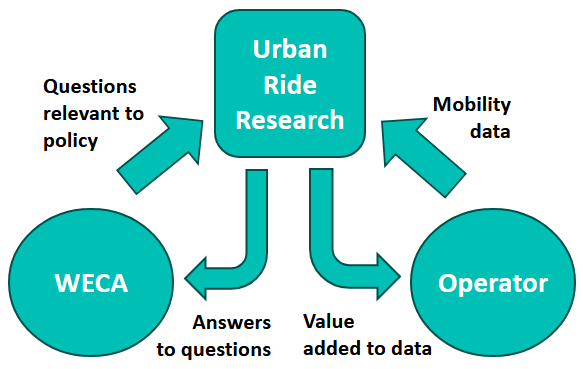 Urban
Ride
Research
Questions
relevant to
policy
Mobility
data
WECA
Operator
Answers
to questions
Value
added to data